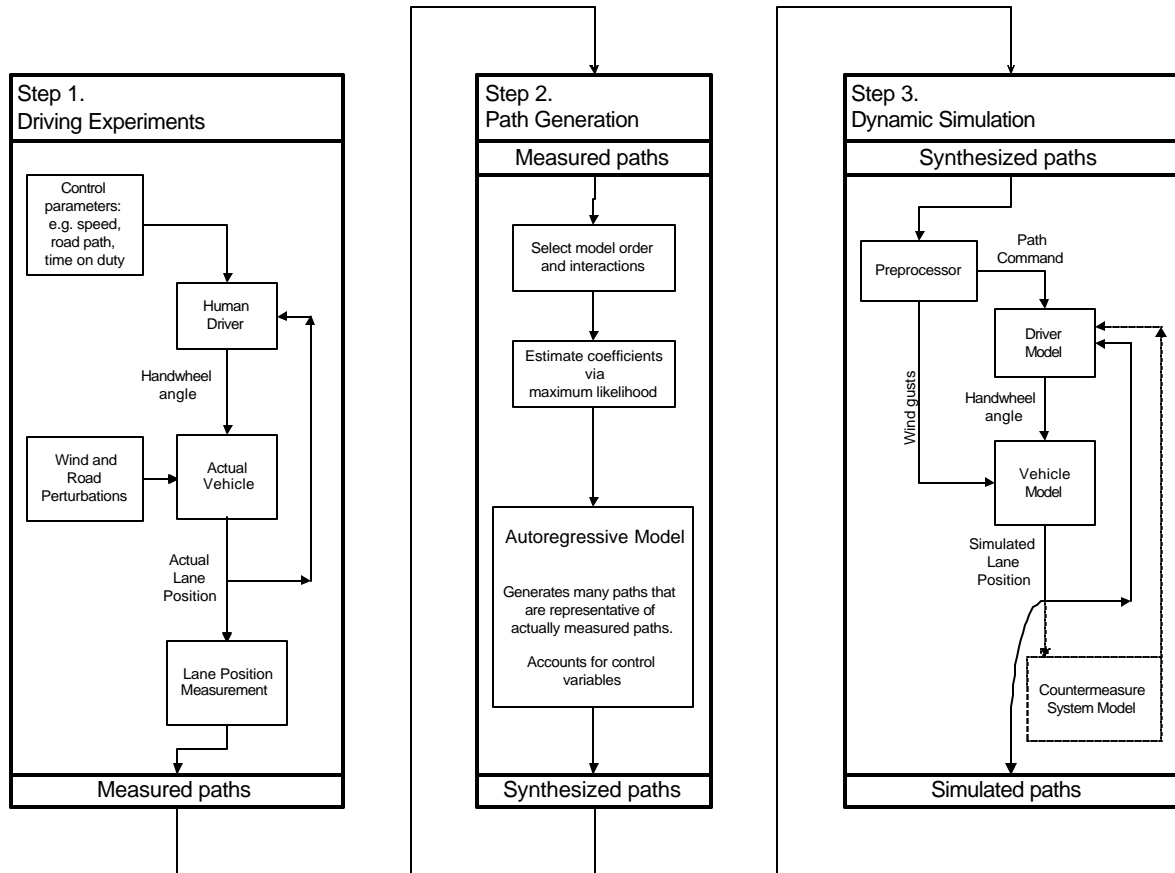 Step 1.
Driving Experiments
Control
parameters:
e.g. speed,
road path,
time on duty
Human
Driver
Handwheel
angle
Wind and
Road
Perturbations
Actual
Vehicle
Actual
Lane
Position
Lane Position
Measurement
Measured paths
Step 2.
Path Generation
Measured paths
Select model order
and interactions
Estimate coefficients
via
maximum likelihood
Autoregressive Model
Generates many paths that
are representative of
actually measured paths.
Accounts for control
variables
Synthesized paths
Step 3.
Dynamic Simulation
Synthesized paths
Preprocessor
Path
Command
Driver
Model
Wind gusts
Handwheel
angle
Vehicle
Model
Simulated
Lane
Position
Countermeasure
System Model
Simulated paths